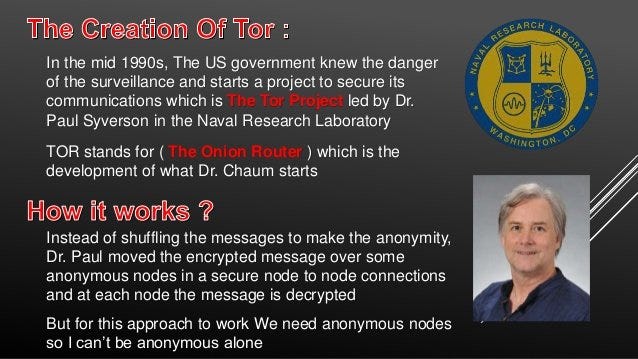 The Creation Of Tor :
In the mid 1990s, The US government knew the danger
of the surveillance and starts a project to secure its
communications which is The Tor Project led by Dr.
Paul Syverson in the Naval Research Laboratory
TOR stands for ( The Onion Router ) which is the
development of what Dr. Chaum starts
NAVAL RESEARCH LABORATORY
WASHINGTON, DC
How it works ?
Instead of shuffling the messages to make the anonymity,
Dr. Paul moved the encrypted message over some
anonymous nodes in a secure node to node connections
and at each node the message is decrypted
But for this approach to work We need anonymous nodes
so I can’t be anonymous alone